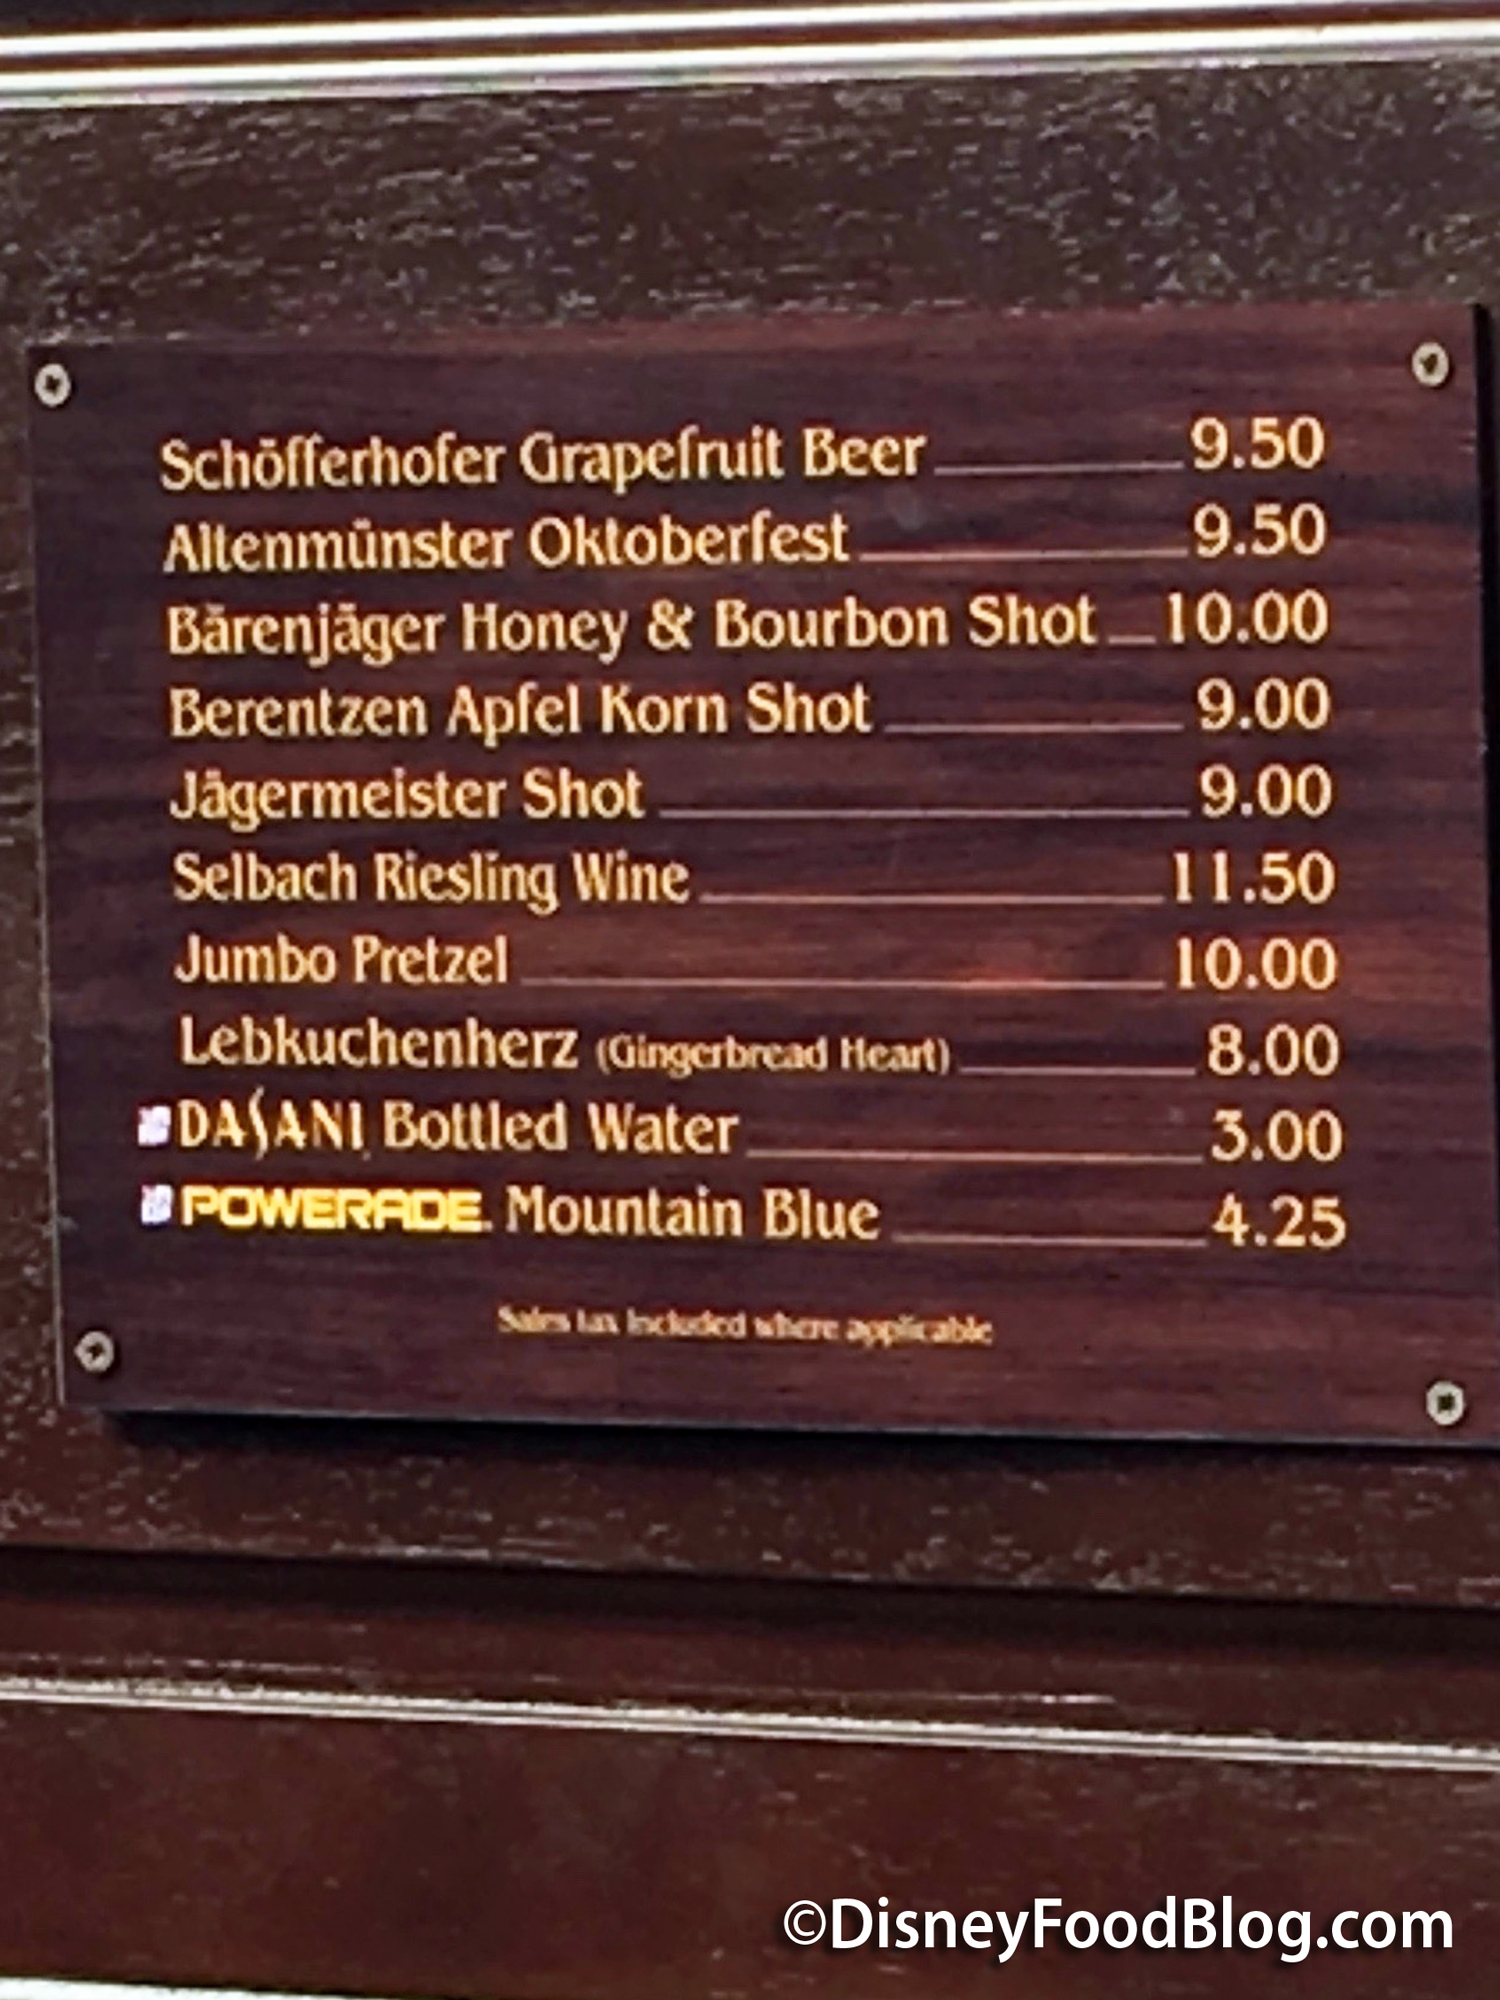 Schöfferhofer Grapefruit Beer 9.50
Altenmünster Oktoberfest 9.50
Bärenjäger Honey & Bourbon Shot 10.00
Berentzen Apfel Korn Shot 9.00
Jägermeister Shot 9.00
Selbach Riesling Wine 11.50
Jumbo Pretzel 10.00
Lebkuchenherz (Gingerbread Heart) 8.00
DASANI Bottled Water 3.00
POWERADE Mountain Blue 4.25
Sales tax included where applicable
©DisneyFoodBlog.com